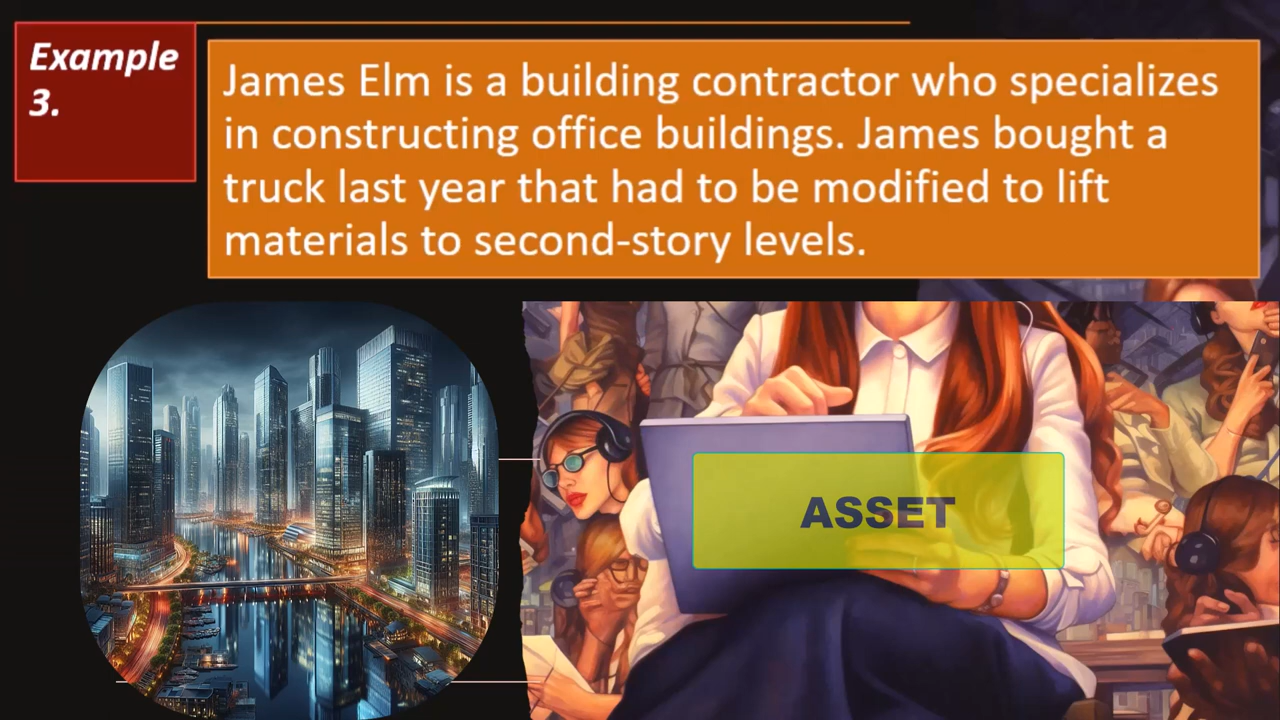 Example
3.
James Elm is a building contractor who specializes
in constructing office buildings. James bought a
truck last year that had to be modified to lift
materials to second-story levels.
ASSET